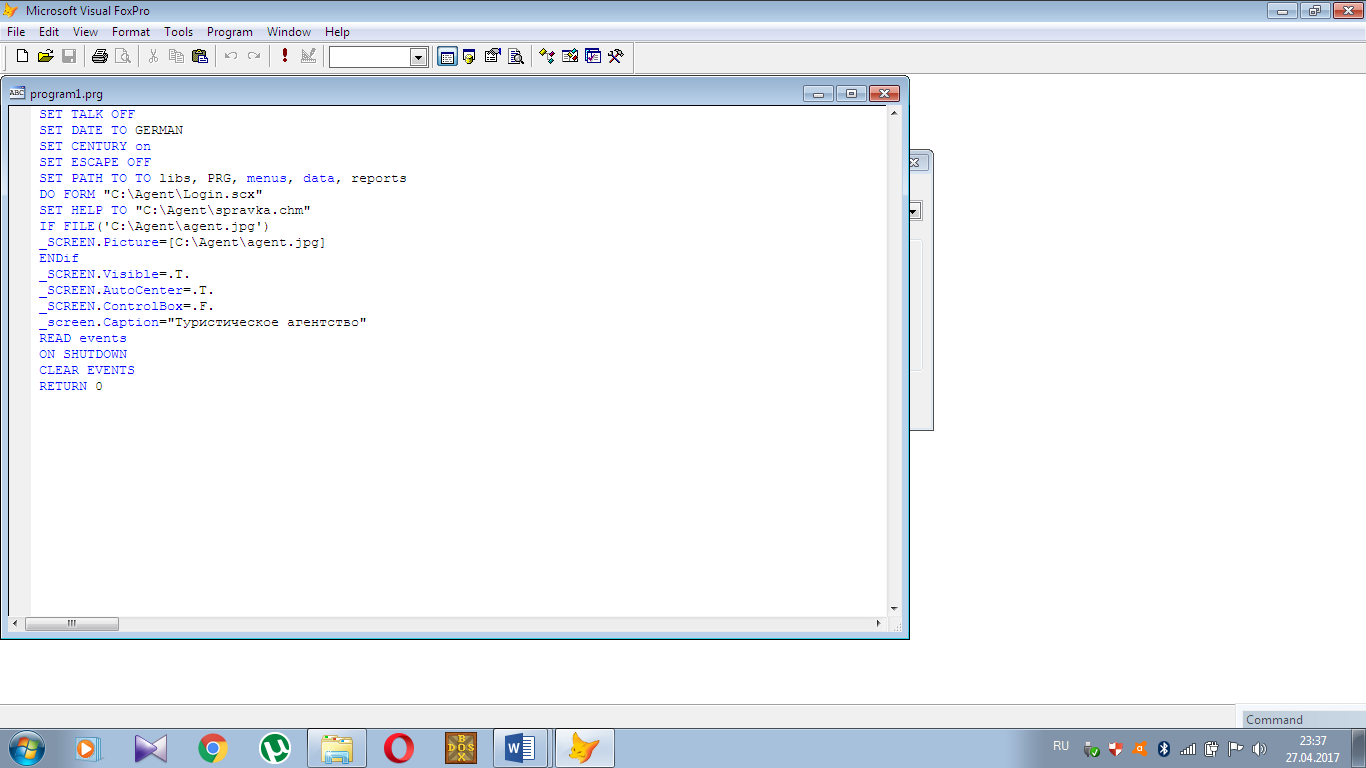 Microsoft Visual FoxPro
File Edit View Format Tools Program Window Help
program1.prg
SET TALK OFF
SET DATE TO GERMAN
SET CENTURY on
SET ESCAPE OFF
SET PATH TO TO libs, PRG, menus, data, reports
DO FORM "C:\Agent\Login.scx"
SET HELP TO "C:\Agent\spravka.chm"
IF FILE('C:\Agent\agent.jpg')
_SCREEN.Picture=[C:\Agent\agent.jpg]
ENDif
_SCREEN.Visible=.T.
_SCREEN.AutoCenter=.T.
_SCREEN.ControlBox=.F.
_screen.Caption="Туристическое агентство"
READ events
ON SHUTDOWN
CLEAR EVENTS
RETURN 0
Command
RU
23:37
27.04.2017